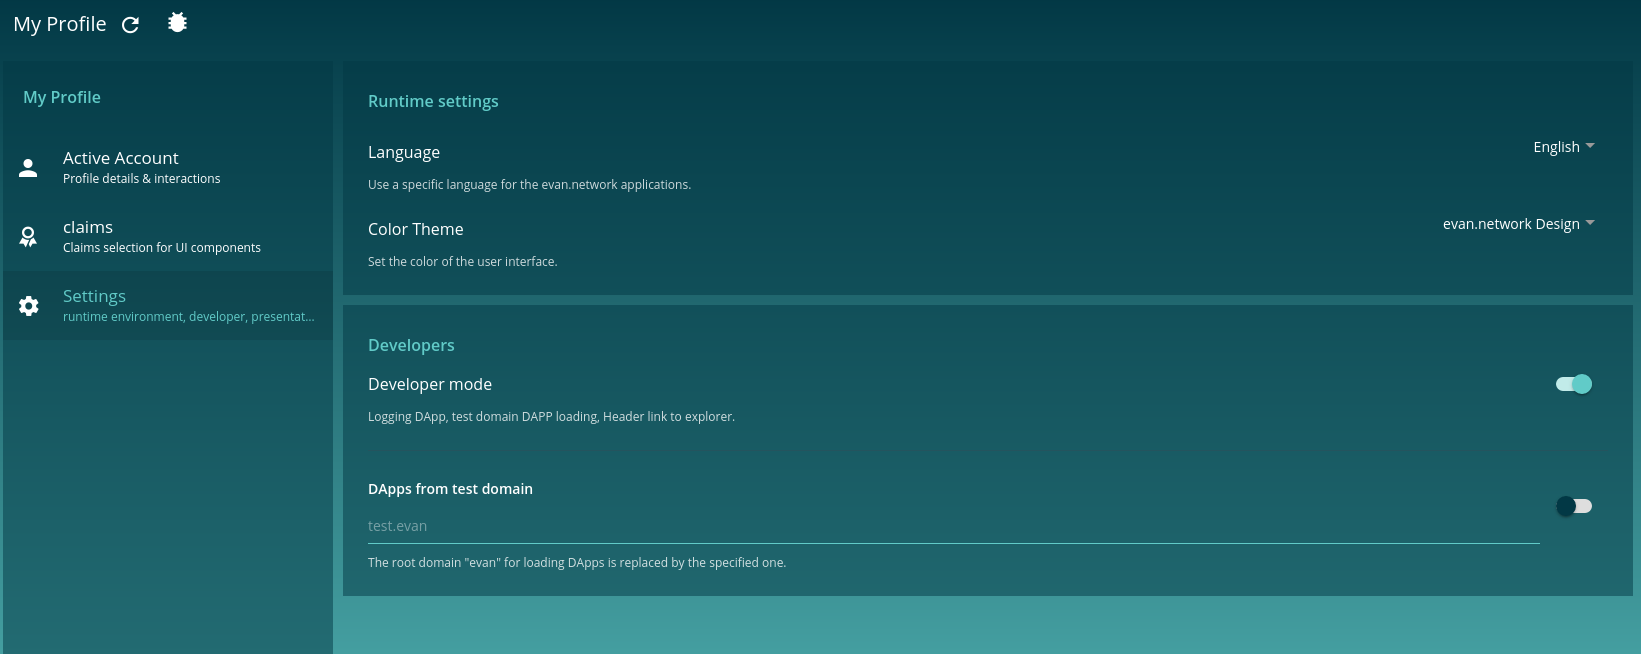 My Profile
My Profile
Active Account
Profile details & interactions
claims
Claims selection for UI components
Settings
runtime environment, developer, presentat...
Runtime settings
Language
English
Use a specific language for the evan.network applications.
Color Theme
evan.network Design
Set the color of the user interface.
Developers
Developer mode
Logging DApp, test domain DAPP loading, Header link to explorer.
DApps from test domain
test.evan
The root domain "evan" for loading DApps is replaced by the specified one.